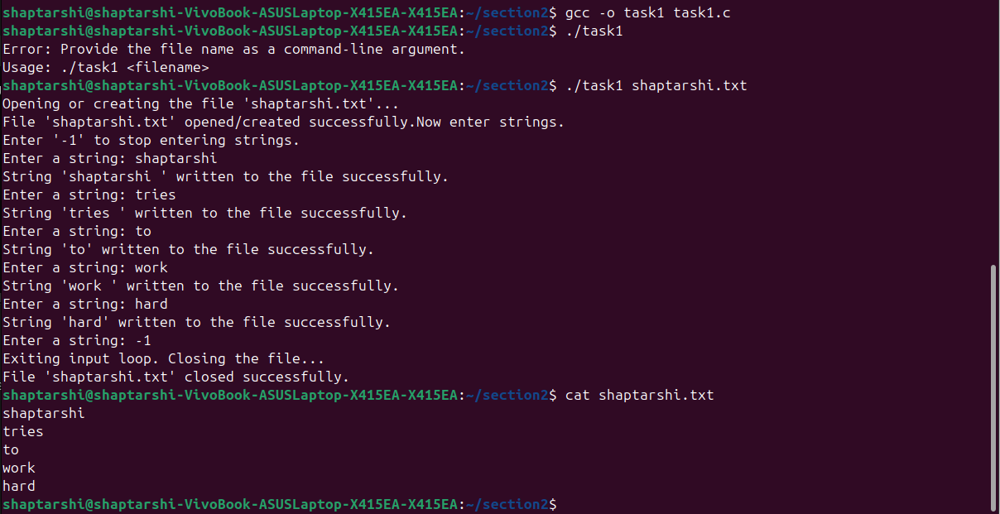 shaptarshi@shaptarshi-VivoBook-ASUSLaptop-X415EA-X415EA:~/section2$ gcc -o task1 task1.c
shaptarshi@shaptarshi-VivoBook-ASUSLaptop-X415EA-X415EA:~/section2$ ./task1
Error: Provide the file name as a command-line argument.
Usage: ./task1 <filename>
shaptarshi@shaptarshi-VivoBook-ASUSLaptop-X415EA-X415EA:~/section2$ ./task1 shaptarshi.txt
Opening or creating the file 'shaptarshi.txt'...
File 'shaptarshi.txt' opened/created successfully.Now enter strings.
Enter '-1' to stop entering strings.
Enter a string: shaptarshi
String 'shaptarshi ' written to the file successfully.
Enter a string: tries
String 'tries ' written to the file successfully.
Enter a string: to
String 'to' written to the file successfully.
Enter a string: work
String 'work ' written to the file successfully.
Enter a string: hard
String 'hard' written to the file successfully.
Enter a string: -1
Exiting input loop. Closing the file...
File 'shaptarshi.txt' closed successfully.
shaptarshi@shaptarshi-VivoBook-ASUSLaptop-X415EA-X415EA:~/section2$ cat shaptarshi.txt
shaptarshi
tries
to
work
hard
shaptarshi@shaptarshi-VivoBook-ASUSLaptop-X415EA-X415EA:~/section2$